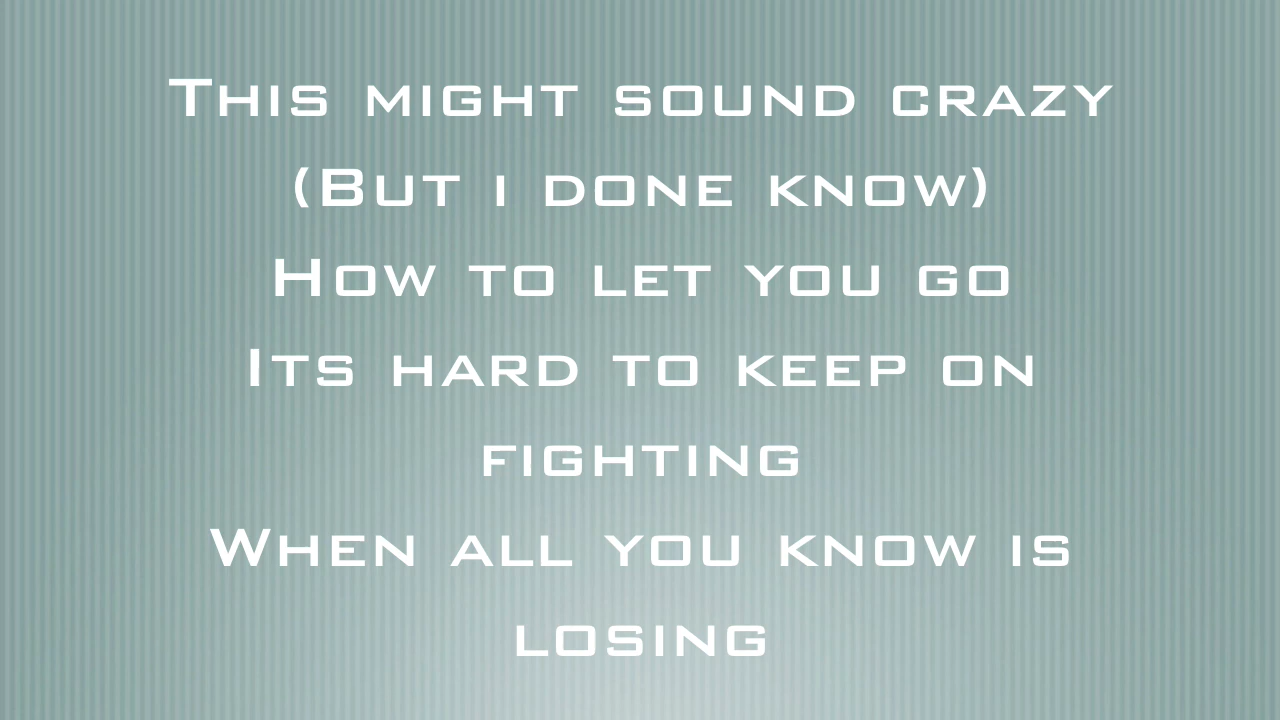 This might sound crazy
(But i done know)
How to let you go
Its hard to keep on
fighting
When all you know is
losing